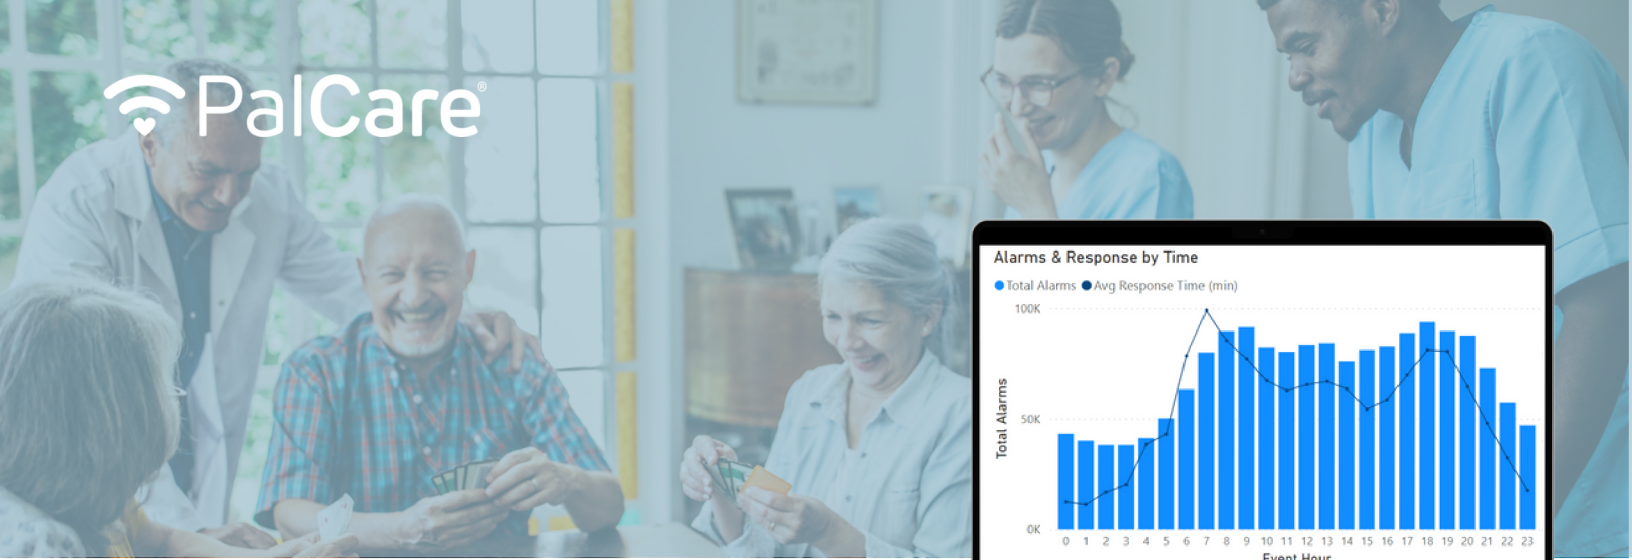 PalCare®
Alarms & Response by Time
Total Alarms Avg Response Time (min)
100K
50K
0K
Total Alarms
0 1 2 3 4 5 6 7 8 9 10 11 12 13 14 15 16 17 18 19 20 21 22 23
Event Hour